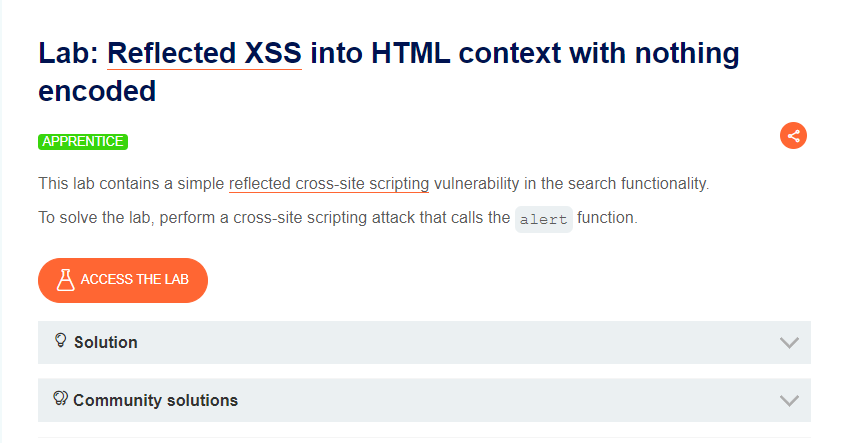 Lab: Reflected XSS into HTML context with nothing
encoded
APPRENTICE
This lab contains a simple reflected cross-site scripting vulnerability in the search functionality.
To solve the lab, perform a cross-site scripting attack that calls the alert function.
ACCESS THE LAB
Solution
Community solutions